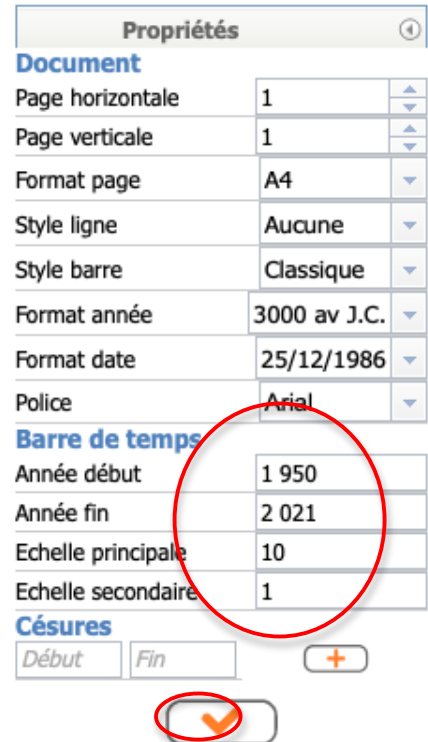 Propriétés
Document
Page horizontale 1
Page verticale 1
Format page A4
Style ligne Aucune
Style barre Classique
Format année 3000 av J.C.
Format date 25/12/1986
Police Arial
Barre de temps
Année début 1 950
Année fin 2 021
Echelle principale 10
Echelle secondaire 1
Césures
Début Fin +